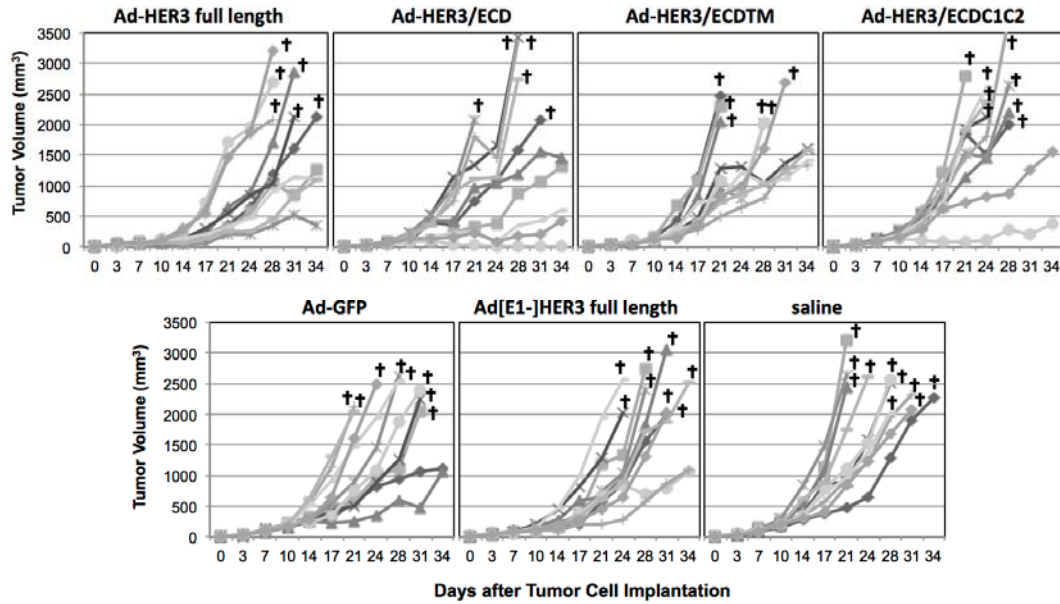 Ad-HER3 full length Ad-HER3/ECD Ad-HER3/ECDTM Ad-HER3/ECDC1C2
Tumor Volume (mm³)
3500
3000
2500
2000
1500
1000
500
0
0 3 7 10 14 17 21 24 28 31 34 0 3 7 10 14 17 21 24 28 31 34 0 3 7 10 14 17 21 24 28 31 34 0 3 7 10 14 17 21 24 28 31 34
Ad-GFP Ad[E1-]HER3 full length saline
Tumor Volume (mm³)
3500
3000
2500
2000
1500
1000
500
0
0 3 7 10 14 17 21 24 28 31 34 0 3 7 10 14 17 21 24 28 31 34 0 3 7 10 14 17 21 24 28 31 34
Days after Tumor Cell Implantation